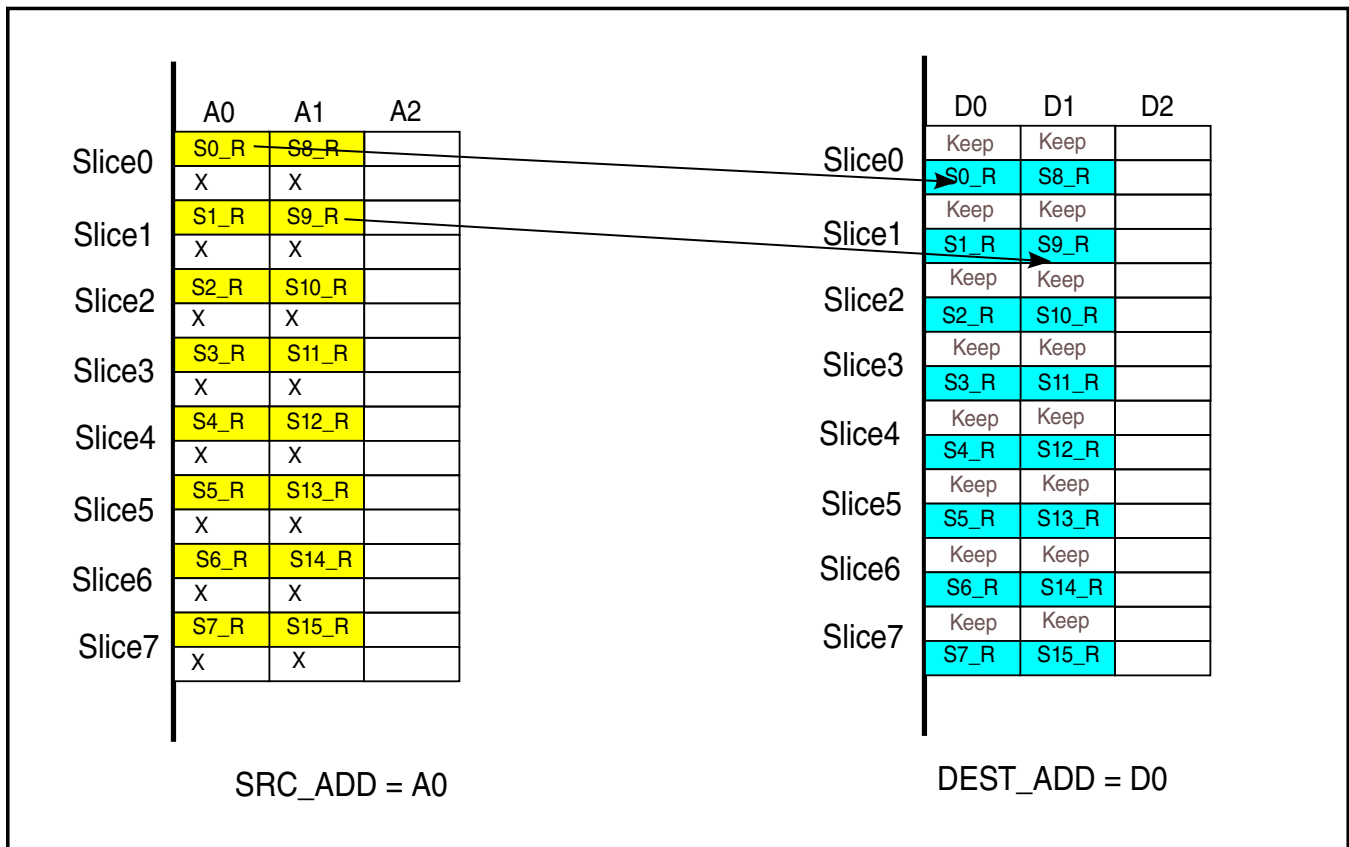 A0 A1 A2
Slice0 S0_R S8_R
X X
Slice1 S1_R S9_R
X X
Slice2 S2_R S10_R
X X
Slice3 S3_R S11_R
X X
Slice4 S4_R S12_R
X X
Slice5 S5_R S13_R
X X
Slice6 S6_R S14_R
X X
Slice7 S7_R S15_R
X X
SRC_ADD = A0
D0 D1 D2
Slice0 Keep Keep
S0_R S8_R
Slice1 Keep Keep
S1_R S9_R
Slice2 Keep Keep
S2_R S10_R
Slice3 Keep Keep
S3_R S11_R
Slice4 Keep Keep
S4_R S12_R
Slice5 Keep Keep
S5_R S13_R
Slice6 Keep Keep
S6_R S14_R
Slice7 Keep Keep
S7_R S15_R
DEST_ADD = D0